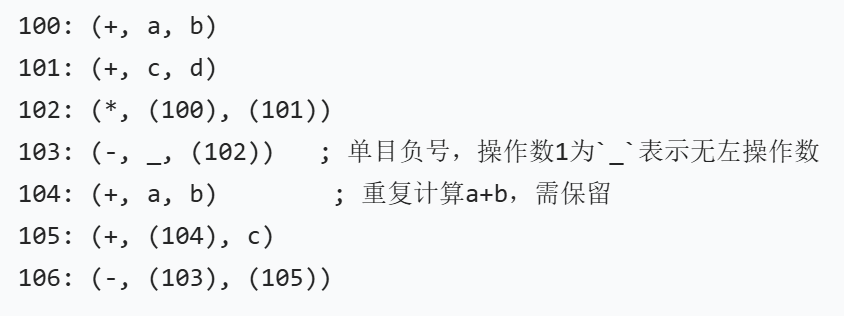 100: (+, a, b)
101: (+, c, d)
102: (*, (100), (101))
103: (-, _, (102))   ; 单目负号，操作数1为`_`表示无左操作数
104: (+, a, b)        ; 重复计算a+b，需保留
105: (+, (104), c)
106: (-, (103), (105))